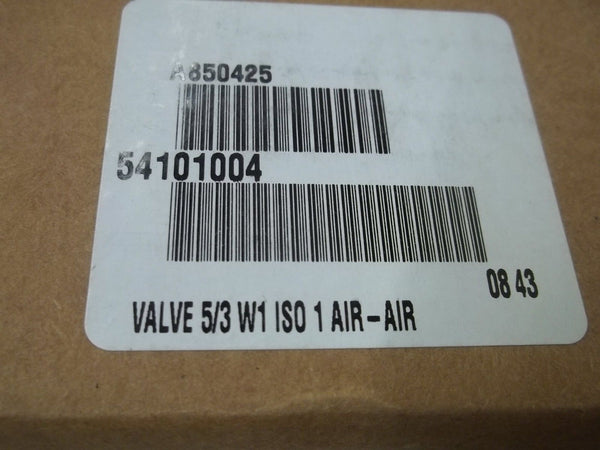 A850425
54101004
08 43
VALVE 5/3 W1 ISO 1 AIR-AIR